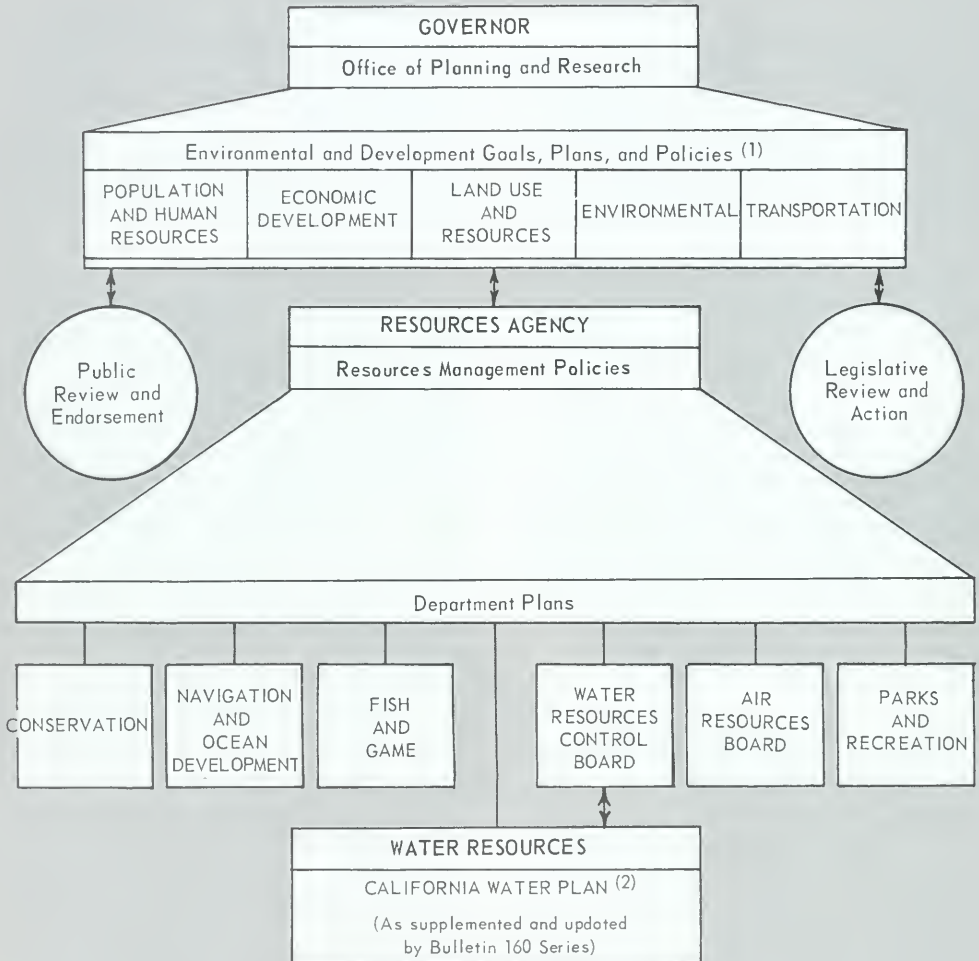 GOVERNOR
Office of Planning and Research
Environmental and Development Goals, Plans, and Policies (1)
POPULATION
AND HUMAN
RESOURCES
ECONOMIC
DEVELOPMENT
LAND USE
AND
RESOURCES
ENVIRONMENTAL
TRANSPORTATION
Public
Review and
Endorsement
RESOURCES AGENCY
Resources Management Policies
Legislative
Review and
Action
Department Plans
CONSERVATION
NAVIGATION
AND
OCEAN
DEVELOPMENT
FISH
AND
GAME
WATER
RESOURCES
CONTROL
BOARD
AIR
RESOURCES
BOARD
PARKS
AND
RECREATION
WATER RESOURCES
CALIFORNIA WATER PLAN (2)
(As supplemented and updated
by Bulletin 160 Series)